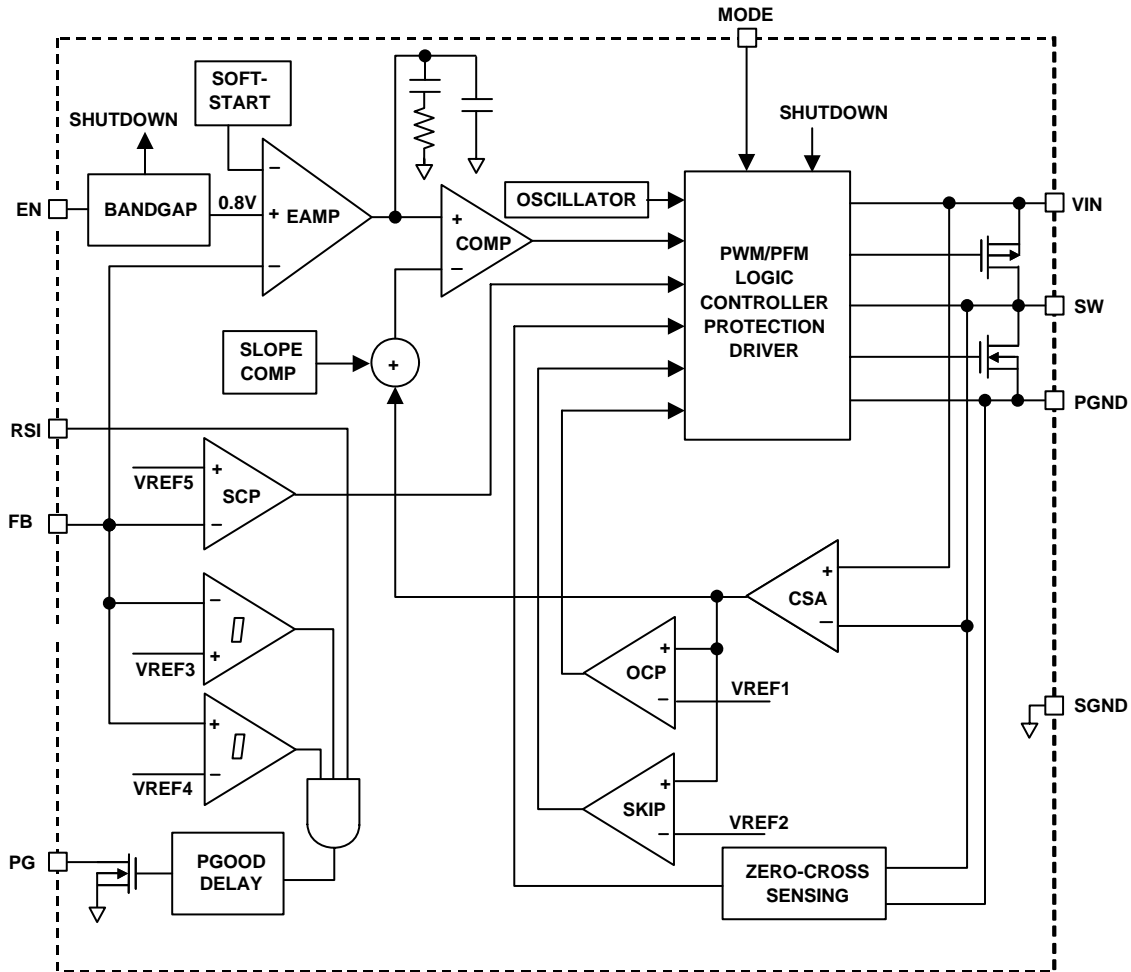 MODE
SOFT-
START
SHUTDOWN
SHUTDOWN
EN
BANDGAP
0.8V
−
+
−
EAMP
+
−
COMP
OSCILLATOR
PWM/PFM
LOGIC
CONTROLLER
PROTECTION
DRIVER
VIN
SW
PGND
SLOPE
COMP
+
RSI
VREF5
+
−
SCP
FB
+
−
CSA
−
+
VREF3
+
−
OCP
VREF1
SGND
+
−
VREF4
+
−
SKIP
VREF2
PG
PGOOD
DELAY
ZERO-CROSS
SENSING